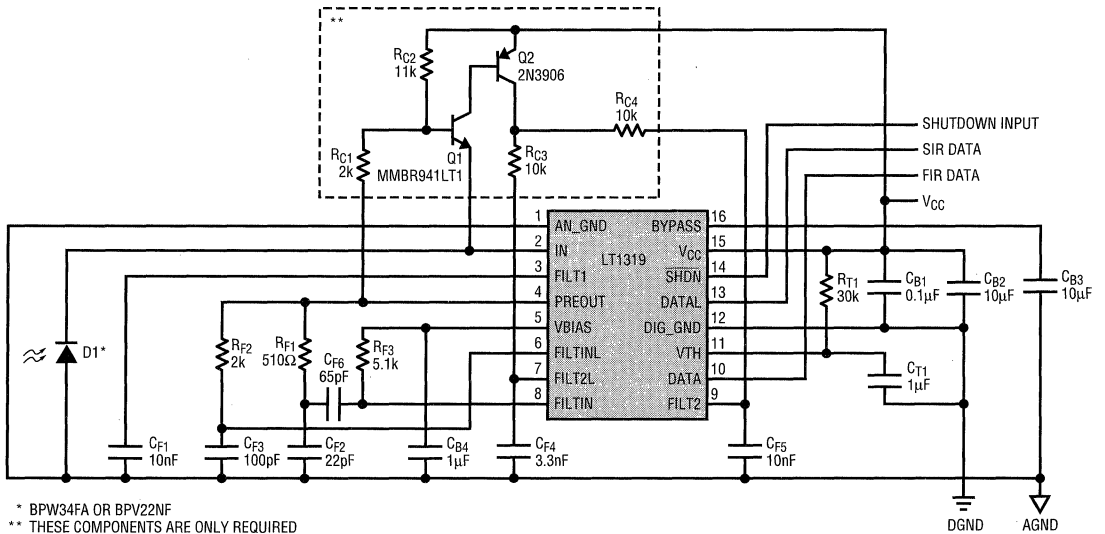 **
RC2
11k
Q2
2N3906
RC4
10k
RC1
2k
Q1
MMBR941LT1
RC3
10k
SHUTDOWN INPUT
SIR DATA
FIR DATA
VCC
1 AN_GND BYPASS 16
2 IN VCC 15
LT1319
3 FILT1 SHDN 14
4 PREOUT DATAL 13
5 VBIAS DIG_GND 12
6 FILTINL VTH 11
7 FILT2L DATA 10
8 FILTIN FILT2 9
RT1
30k
CB1
0.1µF
CB2
10µF
CB3
10µF
D1*
RF2
2k
RF1
510Ω
CF6
65pF
RF3
5.1k
CT1
1µF
CF1
10nF
CF3
100pF
CF2
22pF
CB4
1µF
CF4
3.3nF
CF5
10nF
DGND
AGND
* BPW34FA OR BPV22NF
** THESE COMPONENTS ARE ONLY REQUIRED